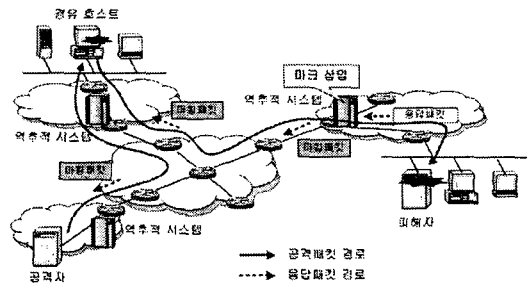 경유 호스트
마크 삽입
역추적 시스템
마킹패킷
응답패킷
역추적 시스템
마킹패킷
마킹패킷
역추적 시스템
피해자
공격자
공격패킷 경로
응답패킷 경로